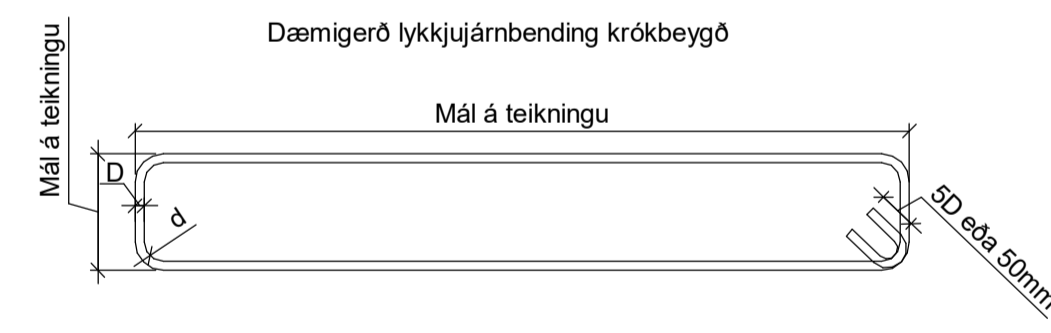 Dæmigerð lykkjujárnbending krókbeygð
Mál á teikningu
Mál á teikningu
D
d
5D eða 50mm